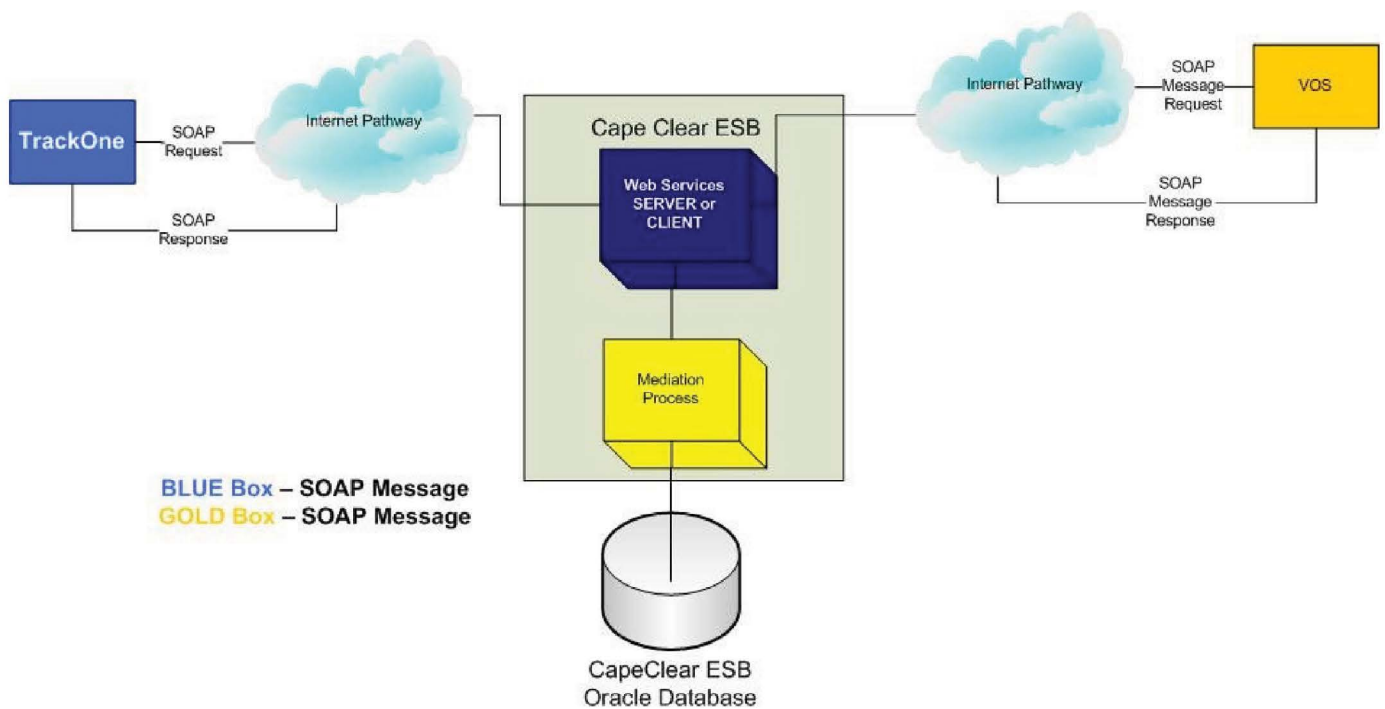 TrackOne
SOAP
Request
SOAP
Response
Internet Pathway
Cape Clear ESB
Web Services
SERVER or
CLIENT
Mediation
Process
Internet Pathway
SOAP
Message
Request
VOS
SOAP
Message
Response
BLUE Box – SOAP Message
GOLD Box – SOAP Message
CapeClear ESB
Oracle Database